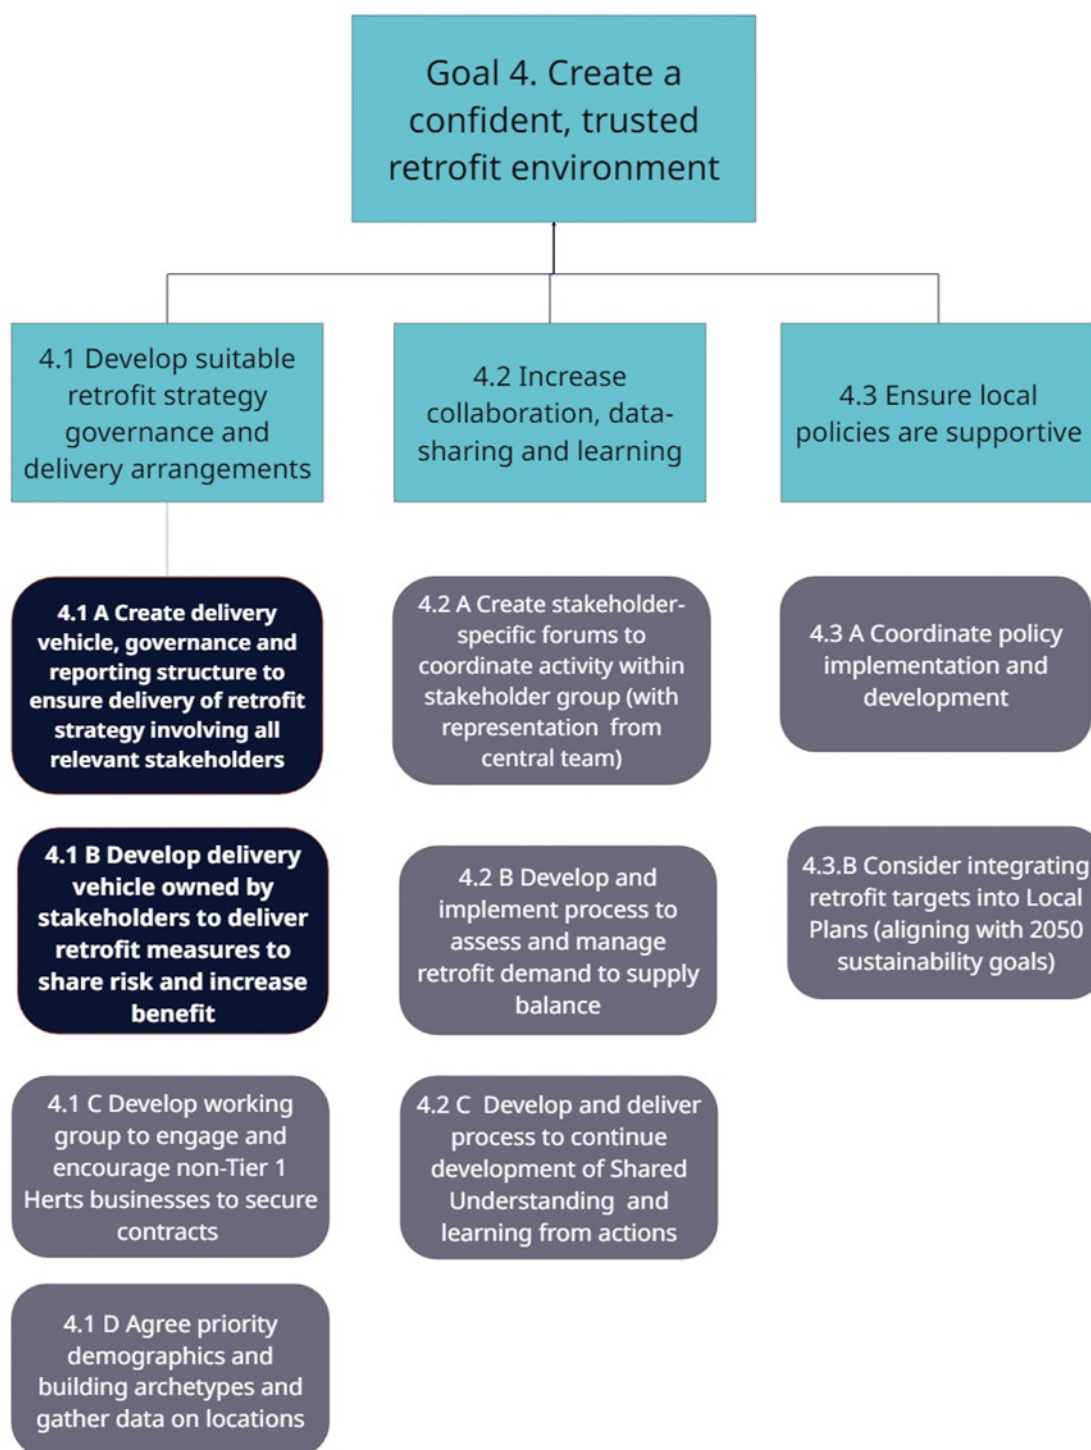 Goal 4. Create a
confident, trusted
retrofit environment
4.1 Develop suitable
retrofit strategy
governance and
delivery arrangements
4.2 Increase
collaboration, data-
sharing and learning
4.3 Ensure local
policies are supportive
4.1 A Create delivery
vehicle, governance and
reporting structure to
ensure delivery of retrofit
strategy involving all
relevant stakeholders
4.2 A Create stakeholder-
specific forums to
coordinate activity within
stakeholder group (with
representation from
central team)
4.3 A Coordinate policy
implementation and
development
4.1 B Develop delivery
vehicle owned by
stakeholders to deliver
retrofit measures to
share risk and increase
benefit
4.2 B Develop and
implement process to
assess and manage
retrofit demand to supply
balance
4.3.B Consider integrating
retrofit targets into Local
Plans (aligning with 2050
sustainability goals)
4.1 C Develop working
group to engage and
encourage non-Tier 1
Herts businesses to secure
contracts
4.2 C Develop and deliver
process to continue
development of Shared
Understanding and
learning from actions
4.1 D Agree priority
demographics and
building archetypes and
gather data on locations